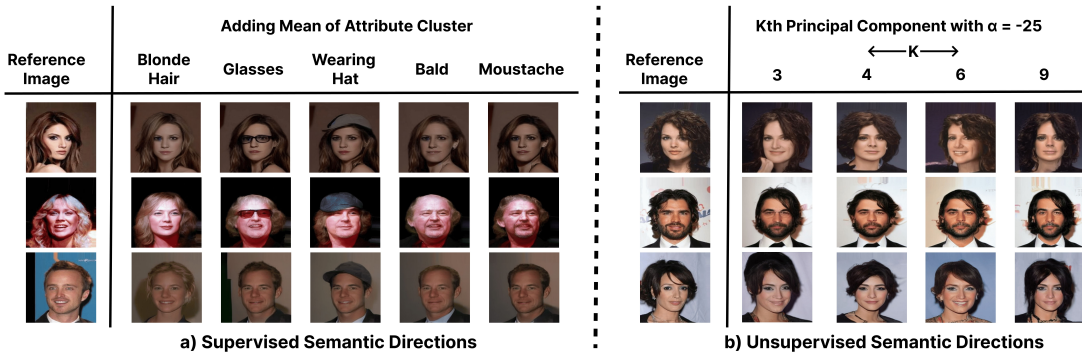 Adding Mean of Attribute Cluster
Reference
Image
Blonde
Hair
Glasses
Wearing
Hat
Bald
Moustache
a) Supervised Semantic Directions
Kth Principal Component with α = -25
K
Reference
Image
3
4
6
9
b) Unsupervised Semantic Directions